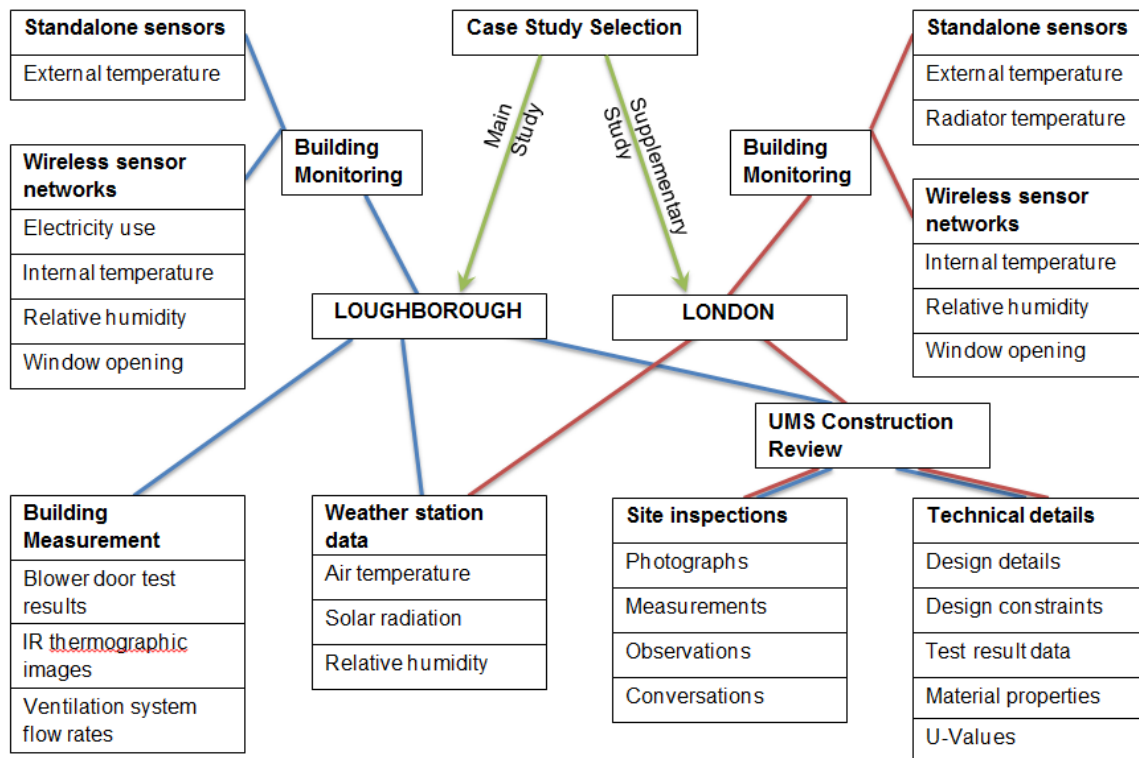 Standalone sensors
External temperature
Case Study Selection
Standalone sensors
External temperature
Radiator temperature
Main
Study
Supplementary
Study
Building
Monitoring
Building
Monitoring
Wireless sensor
networks
Electricity use
Internal temperature
Relative humidity
Window opening
Wireless sensor
networks
Internal temperature
Relative humidity
Window opening
LOUGHBOROUGH
LONDON
UMS Construction
Review
Building
Measurement
Blower door test
results
IR thermographic
images
Ventilation system
flow rates
Weather station
data
Air temperature
Solar radiation
Relative humidity
Site inspections
Photographs
Measurements
Observations
Conversations
Technical details
Design details
Design constraints
Test result data
Material properties
U-Values